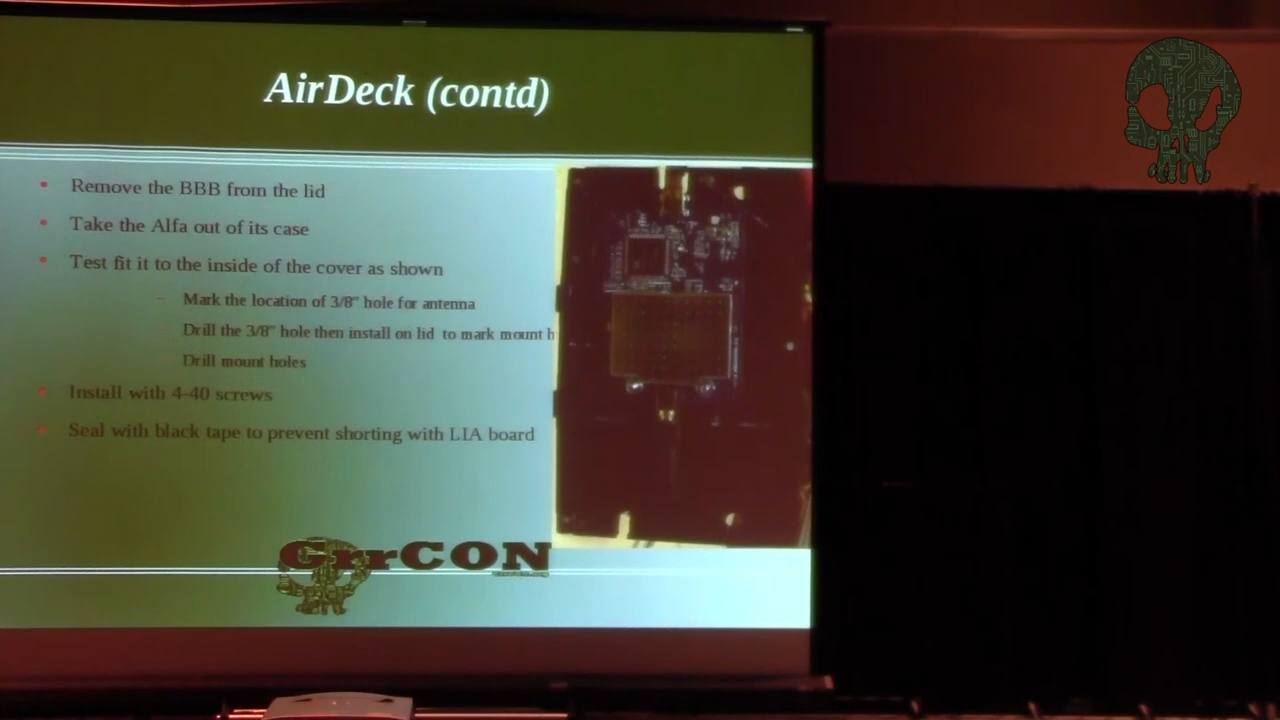 AirDeck (contd)
Remove the BBB from the lid
Take the Alfa out of its case
Test fit it to the inside of the cover as shown
Mark the location of 3/8" hole for antenna
Drill the 3/8" hole then install on lid to mark mount h
Drill mount holes
Install with 4-40 screws
Seal with black tape to prevent shorting with LIA board
GrrCON